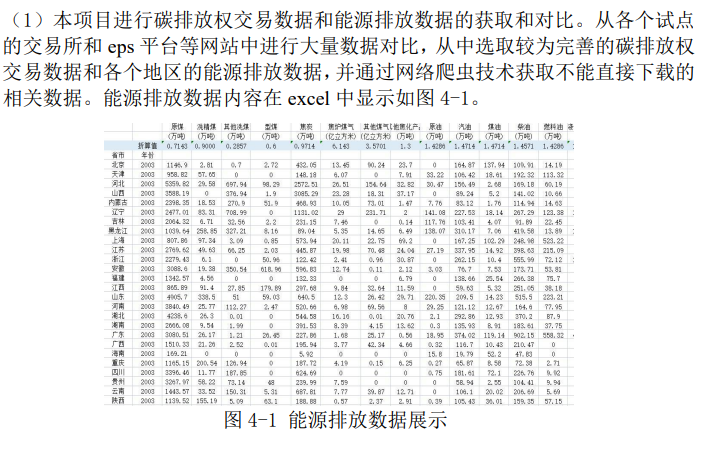 （1）本项目进行碳排放权交易数据和能源排放数据的获取和对比。从各个试点
的交易所和 eps 平台等网站中进行大量数据对比，从中选取较为完善的碳排放权
交易数据和各个地区的能源排放数据，并通过网络爬虫技术获取不能直接下载的
相关数据。能源排放数据内容在 excel 中显示如图 4-1。
原煤 洗精煤 其他洗煤 型煤 焦炭 焦炉煤气 其他煤气 其他焦化产 原油 汽油 煤油 柴油 燃料油
(万吨) (万吨) (万吨) (万吨) (万吨) (亿立方米) (亿立方米) (万吨) (万吨) (万吨) (万吨) (万吨) (万吨)
折算值 0.7143 0.9000 0.2857 0.6 0.9714 6.143 3.5701 1.3 1.4286 1.4714 1.4714 1.4571 1.4286
省市 年份
北京 2003 1146.9 2.81 0.7 2.72 432.05 13.45 90.24 23.7 0 164.87 137.94 109.91 14.19
天津 2003 958.82 57.65 0 0 148.18 6.07 0 7.91 33.22 106.42 18.61 192.32 113.32
河北 2003 5359.82 29.58 697.94 98.29 2572.51 26.51 154.64 32.82 30.47 156.49 2.68 169.18 60.19
山西 2003 3588.19 0 376.94 1.9 3085.29 23.28 18.31 37.17 0 89.24 5.2 141.02 10.66
内蒙古 2003 2398.35 18.53 270.9 51.9 468.93 10.05 73.01 1.47 7.76 83.12 1.76 114.94 14.63
辽宁 2003 2477.01 83.31 708.99 0 1131.02 29 231.71 2 141.08 227.53 18.14 267.29 123.38
吉林 2003 2064.32 6.71 32.56 2.2 231.15 7.46 0 0.14 117.76 103.41 4.07 91.89 22.45
黑龙江 2003 1039.64 258.85 327.21 8.16 89.04 5.35 14.65 6.49 138.07 310.17 7.06 419.58 13.89
上海 2003 807.86 97.34 3.09 0.85 573.94 20.11 22.75 69.2 0 167.25 102.29 248.98 523.22
江苏 2003 2769.62 49.63 66.25 2.03 445.87 19.98 70.48 24.04 27.19 337.95 14.92 398.63 215.09
浙江 2003 2279.43 6.1 0 50.96 122.42 2.41 0.96 30.87 0 262.15 10.4 555.99 72.12
安徽 2003 3088.6 19.38 350.54 618.96 596.83 12.74 0.11 2.12 3.03 76.7 7.53 173.71 53.81
福建 2003 1342.57 4.56 0 0 132.33 0 0 6.79 0 138.66 25.54 266.38 75.7
江西 2003 865.89 91.4 27.85 179.89 297.68 9.84 32.64 11.59 0 59.63 5.32 251.05 38.18
山东 2003 4905.7 338.5 51 59.03 640.5 12.3 26.42 29.71 220.35 209.5 14.23 515.5 223.21
河南 2003 3840.49 25.77 112.27 2.47 520.66 6.98 69.56 8 29.25 121.12 12.67 164.6 77.95
湖北 2003 4238.6 26.3 0.01 0 544.58 16.16 0.01 20.76 2.1 292.86 12.93 370.2 87.9
湖南 2003 2666.08 9.54 1.99 0 391.53 8.39 4.15 13.62 0.3 135.93 8.91 183.61 37.75
广东 2003 3080.51 26.17 1.21 26.45 227.86 1.68 25.17 0.56 18.95 374.02 119.14 902.15 558.32
广西 2003 1510.33 21.26 2.52 0.01 195.94 3.77 42.34 4.66 0.32 116.7 10.43 210.47 0
海南 2003 169.21 0 0 0 5.92 0 0 0 15.8 19.79 52.2 47.83 0
重庆 2003 1165.15 200.54 126.94 0 187.72 4.19 0.15 6.25 0.27 65.87 8.58 72.38 2.71
四川 2003 3396.46 11.77 187.85 0 624.69 0 0 0 0.75 181.61 72.1 226.76 9.92
贵州 2003 3267.97 58.22 73.14 48 239.99 7.59 0 0 0 58.94 2.55 104.41 9.94
云南 2003 1443.57 33.52 150.31 5.31 687.81 7.77 39.87 12.71 0 106.1 20.02 206.69 5.69
陕西 2003 1139.52 155.19 5.09 63.1 188.88 0.57 2.37 2.91 0.39 105.43 36.01 159.35 57.15
图 4-1 能源排放数据展示